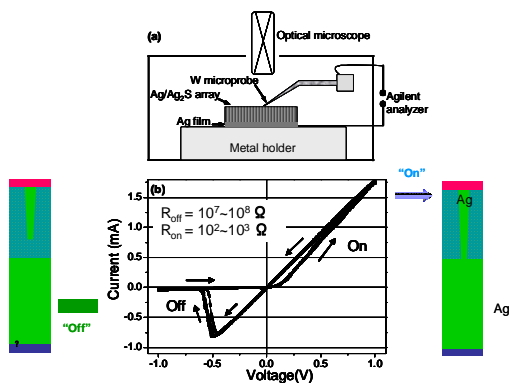 (a)
Optical microscope
W microprobe
Ag/Ag₂S array
Agilent
analyzer
Ag film
Metal holder
"On"
(b)
R_off = 10⁷~10⁸ Ω
R_on = 10²~10³ Ω
On
Off
Current (mA)
1.5
1.0
0.5
0.0
-0.5
-1.0
-1.0
-0.5
0.0
0.5
1.0
Voltage(V)
"Off"
?
Ag
Ag